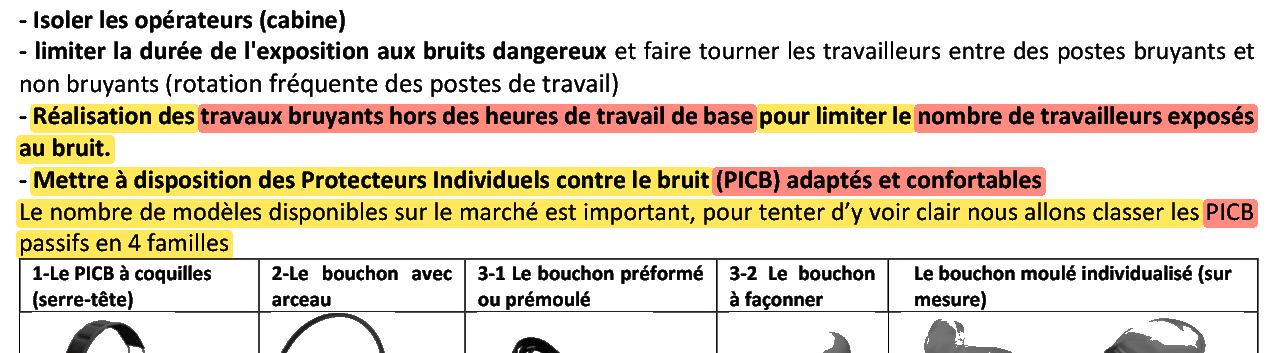 - Isoler les opérateurs (cabine)
- limiter la durée de l'exposition aux bruits dangereux et faire tourner les travailleurs entre des postes bruyants et
non bruyants (rotation fréquente des postes de travail)
- Réalisation des travaux bruyants hors des heures de travail de base pour limiter le nombre de travailleurs exposés
au bruit.
- Mettre à disposition des Protecteurs Individuels contre le bruit (PICB) adaptés et confortables
Le nombre de modèles disponibles sur le marché est important, pour tenter d'y voir clair nous allons classer les PICB
passifs en 4 familles
1-Le PICB à coquilles
(serre-tête)
2-Le bouchon avec
arceau
3-1 Le bouchon préformé
ou prémoulé
3-2 Le bouchon
à façonner
Le bouchon moulé individualisé (sur
mesure)